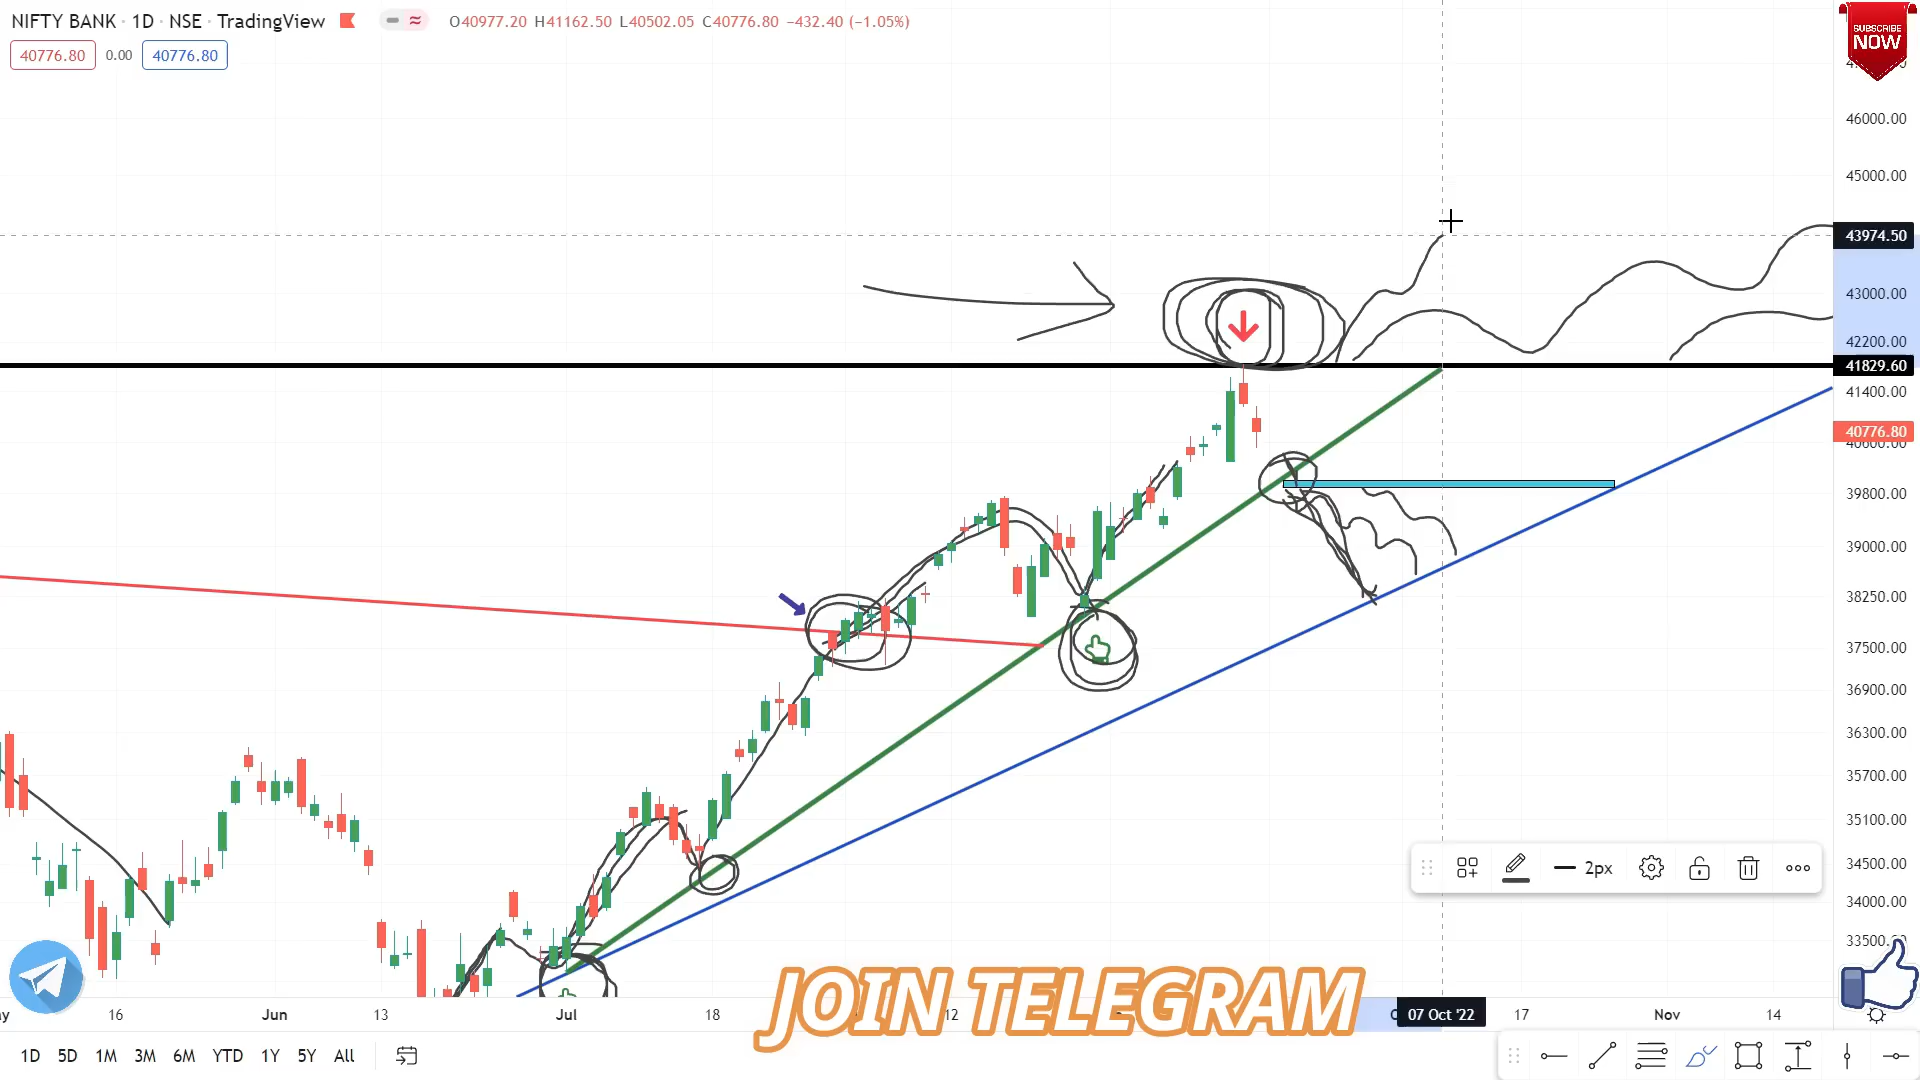 NIFTY BANK · 1D · NSE · TradingView
O40977.20 H41162.50 L40502.05 C40776.80 −432.40 (−1.05%)
SUBSCRIBE
NOW
40776.80 0.00 40776.80
46000.00
45000.00
43974.50
43000.00
42200.00
41829.60
41400.00
40776.80
40600.00
39800.00
39000.00
38250.00
37500.00
36900.00
36300.00
35700.00
35100.00
2px
34500.00
34000.00
JOIN TELEGRAM
16 Jun 13 Jul 18 12 07 Oct '22 17 Nov 14
1D 5D 1M 3M 6M YTD 1Y 5Y All